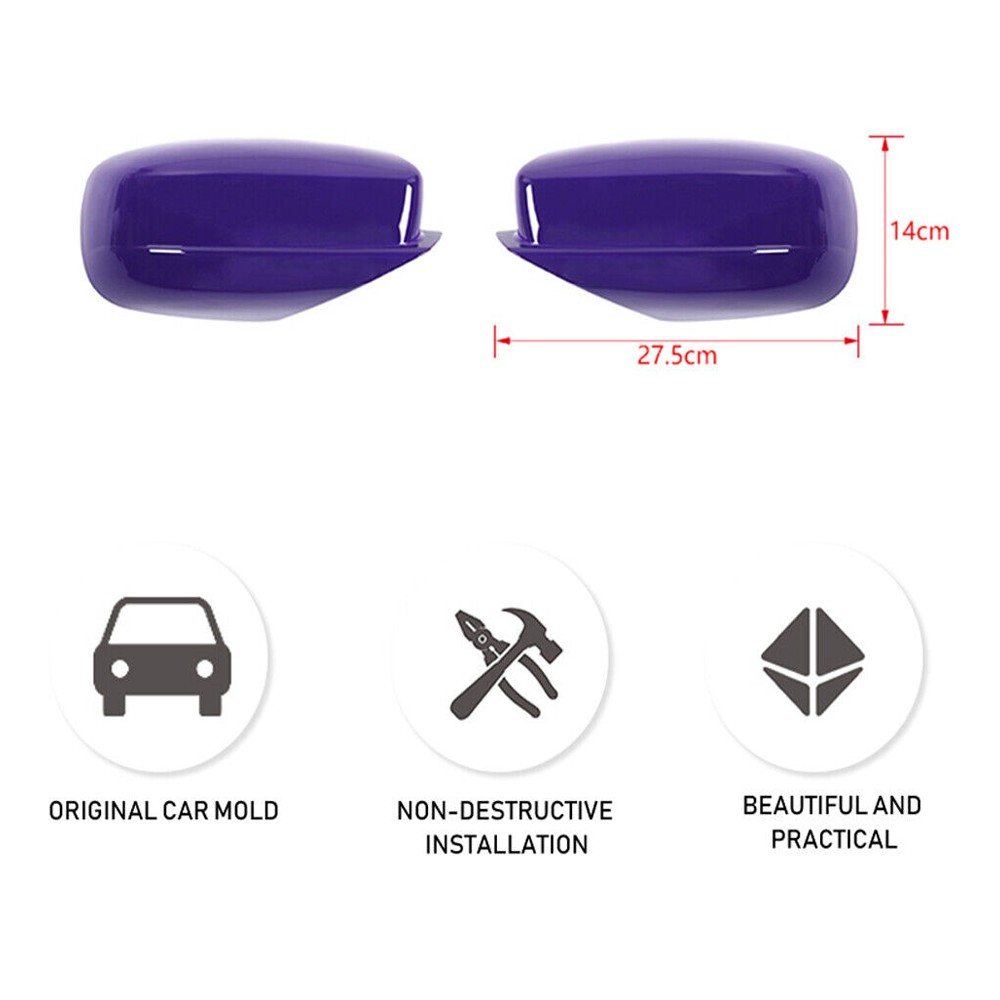 14cm
27.5cm
ORIGINAL CAR MOLD
NON-DESTRUCTIVE
INSTALLATION
BEAUTIFUL AND
PRACTICAL